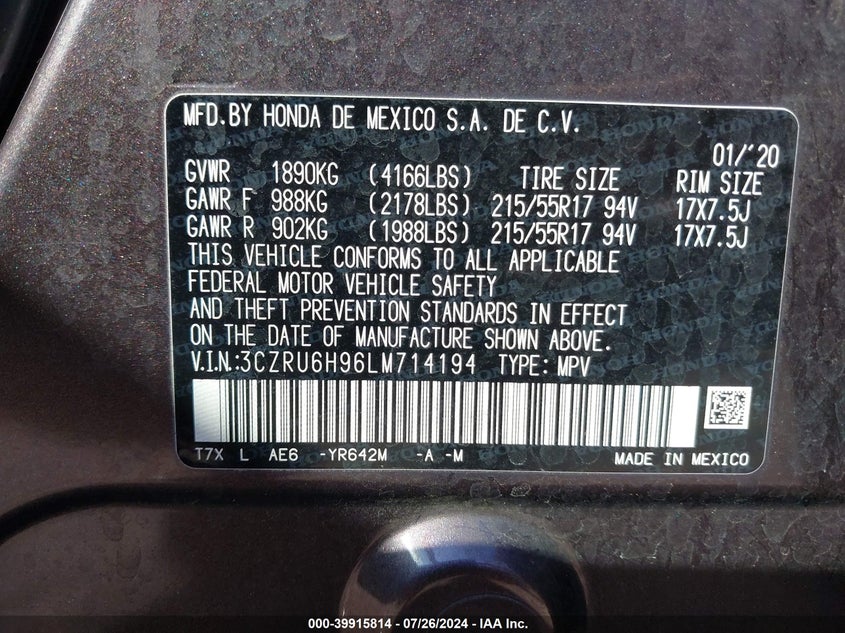 MFD.BY HONDA DE MEXICO S.A. DE C.V.
01/'20
GVWR 1890KG (4166LBS) TIRE SIZE RIM SIZE
GAWR F 988KG (2178LBS) 215/55R17 94V 17X7.5J
GAWR R 902KG (1988LBS) 215/55R17 94V 17X7.5J
THIS VEHICLE CONFORMS TO ALL APPLICABLE
FEDERAL MOTOR VEHICLE SAFETY
AND THEFT PREVENTION STANDARDS IN EFFECT
ON THE DATE OF MANUFACTURE SHOWN ABOVE.
V.I.N.:3CZRU6H96LM714194 TYPE: MPV
T7X L AE6 -YR642M -A -M MADE IN MEXICO
000-39915814 / 07/26/2024 - © IAA Inc.